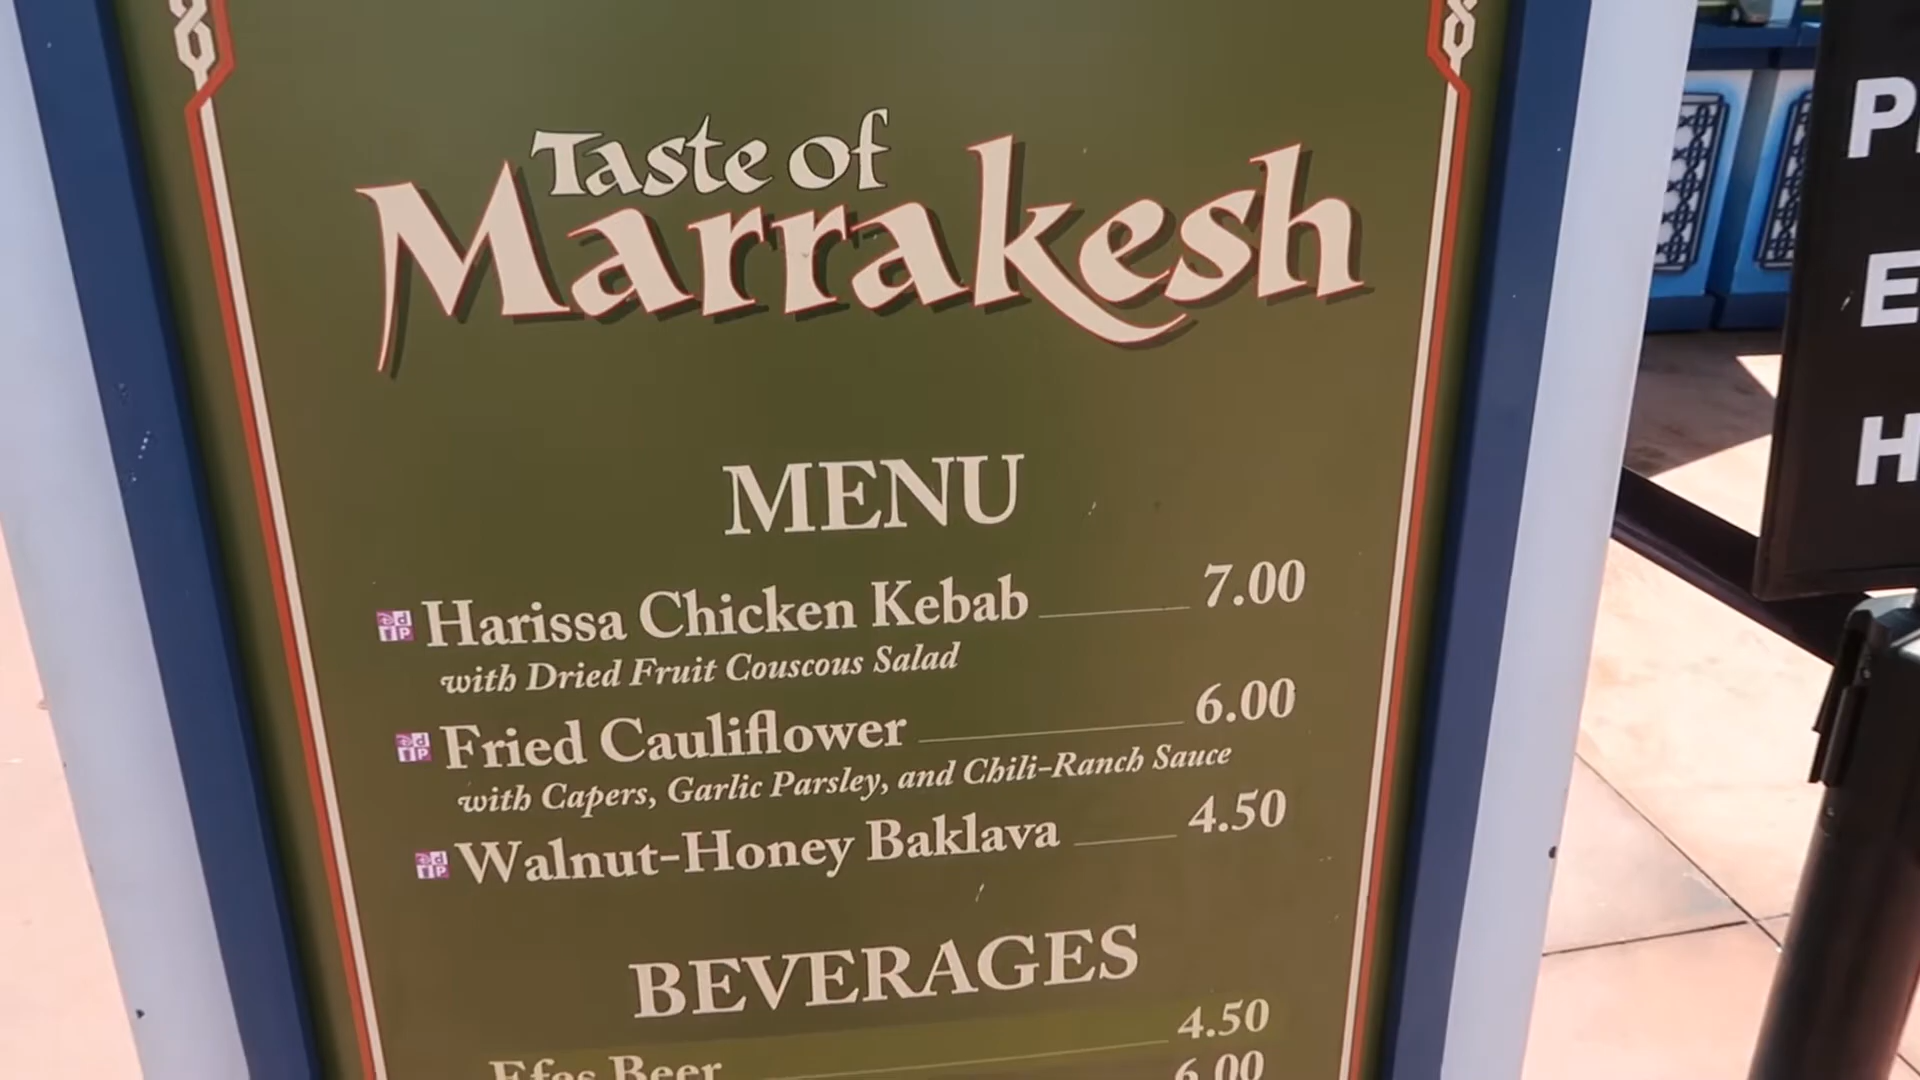 Taste of
Marrakesh
MENU
Harissa Chicken Kebab 7.00
with Dried Fruit Couscous Salad
Fried Cauliflower 6.00
with Capers, Garlic Parsley, and Chili-Ranch Sauce
Walnut-Honey Baklava 4.50
BEVERAGES
4.50
Efes Beer 6.00
P
E
H